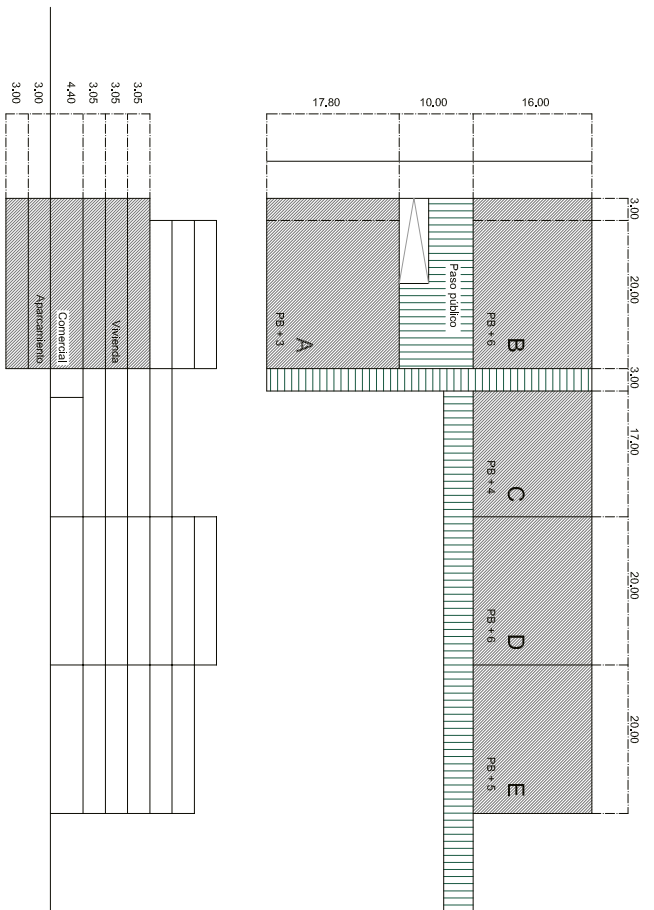 3.00
3.00
4.40
3.05
3.05
3.05
Aparcamiento
Comercial
Vivienda
17.80
10.00
16.00
3.00
20.00
3.00
17.00
20.00
20.00
Paso público
A
PB + 3
B
PB + 6
C
PB + 4
D
PB + 6
E
PB + 5